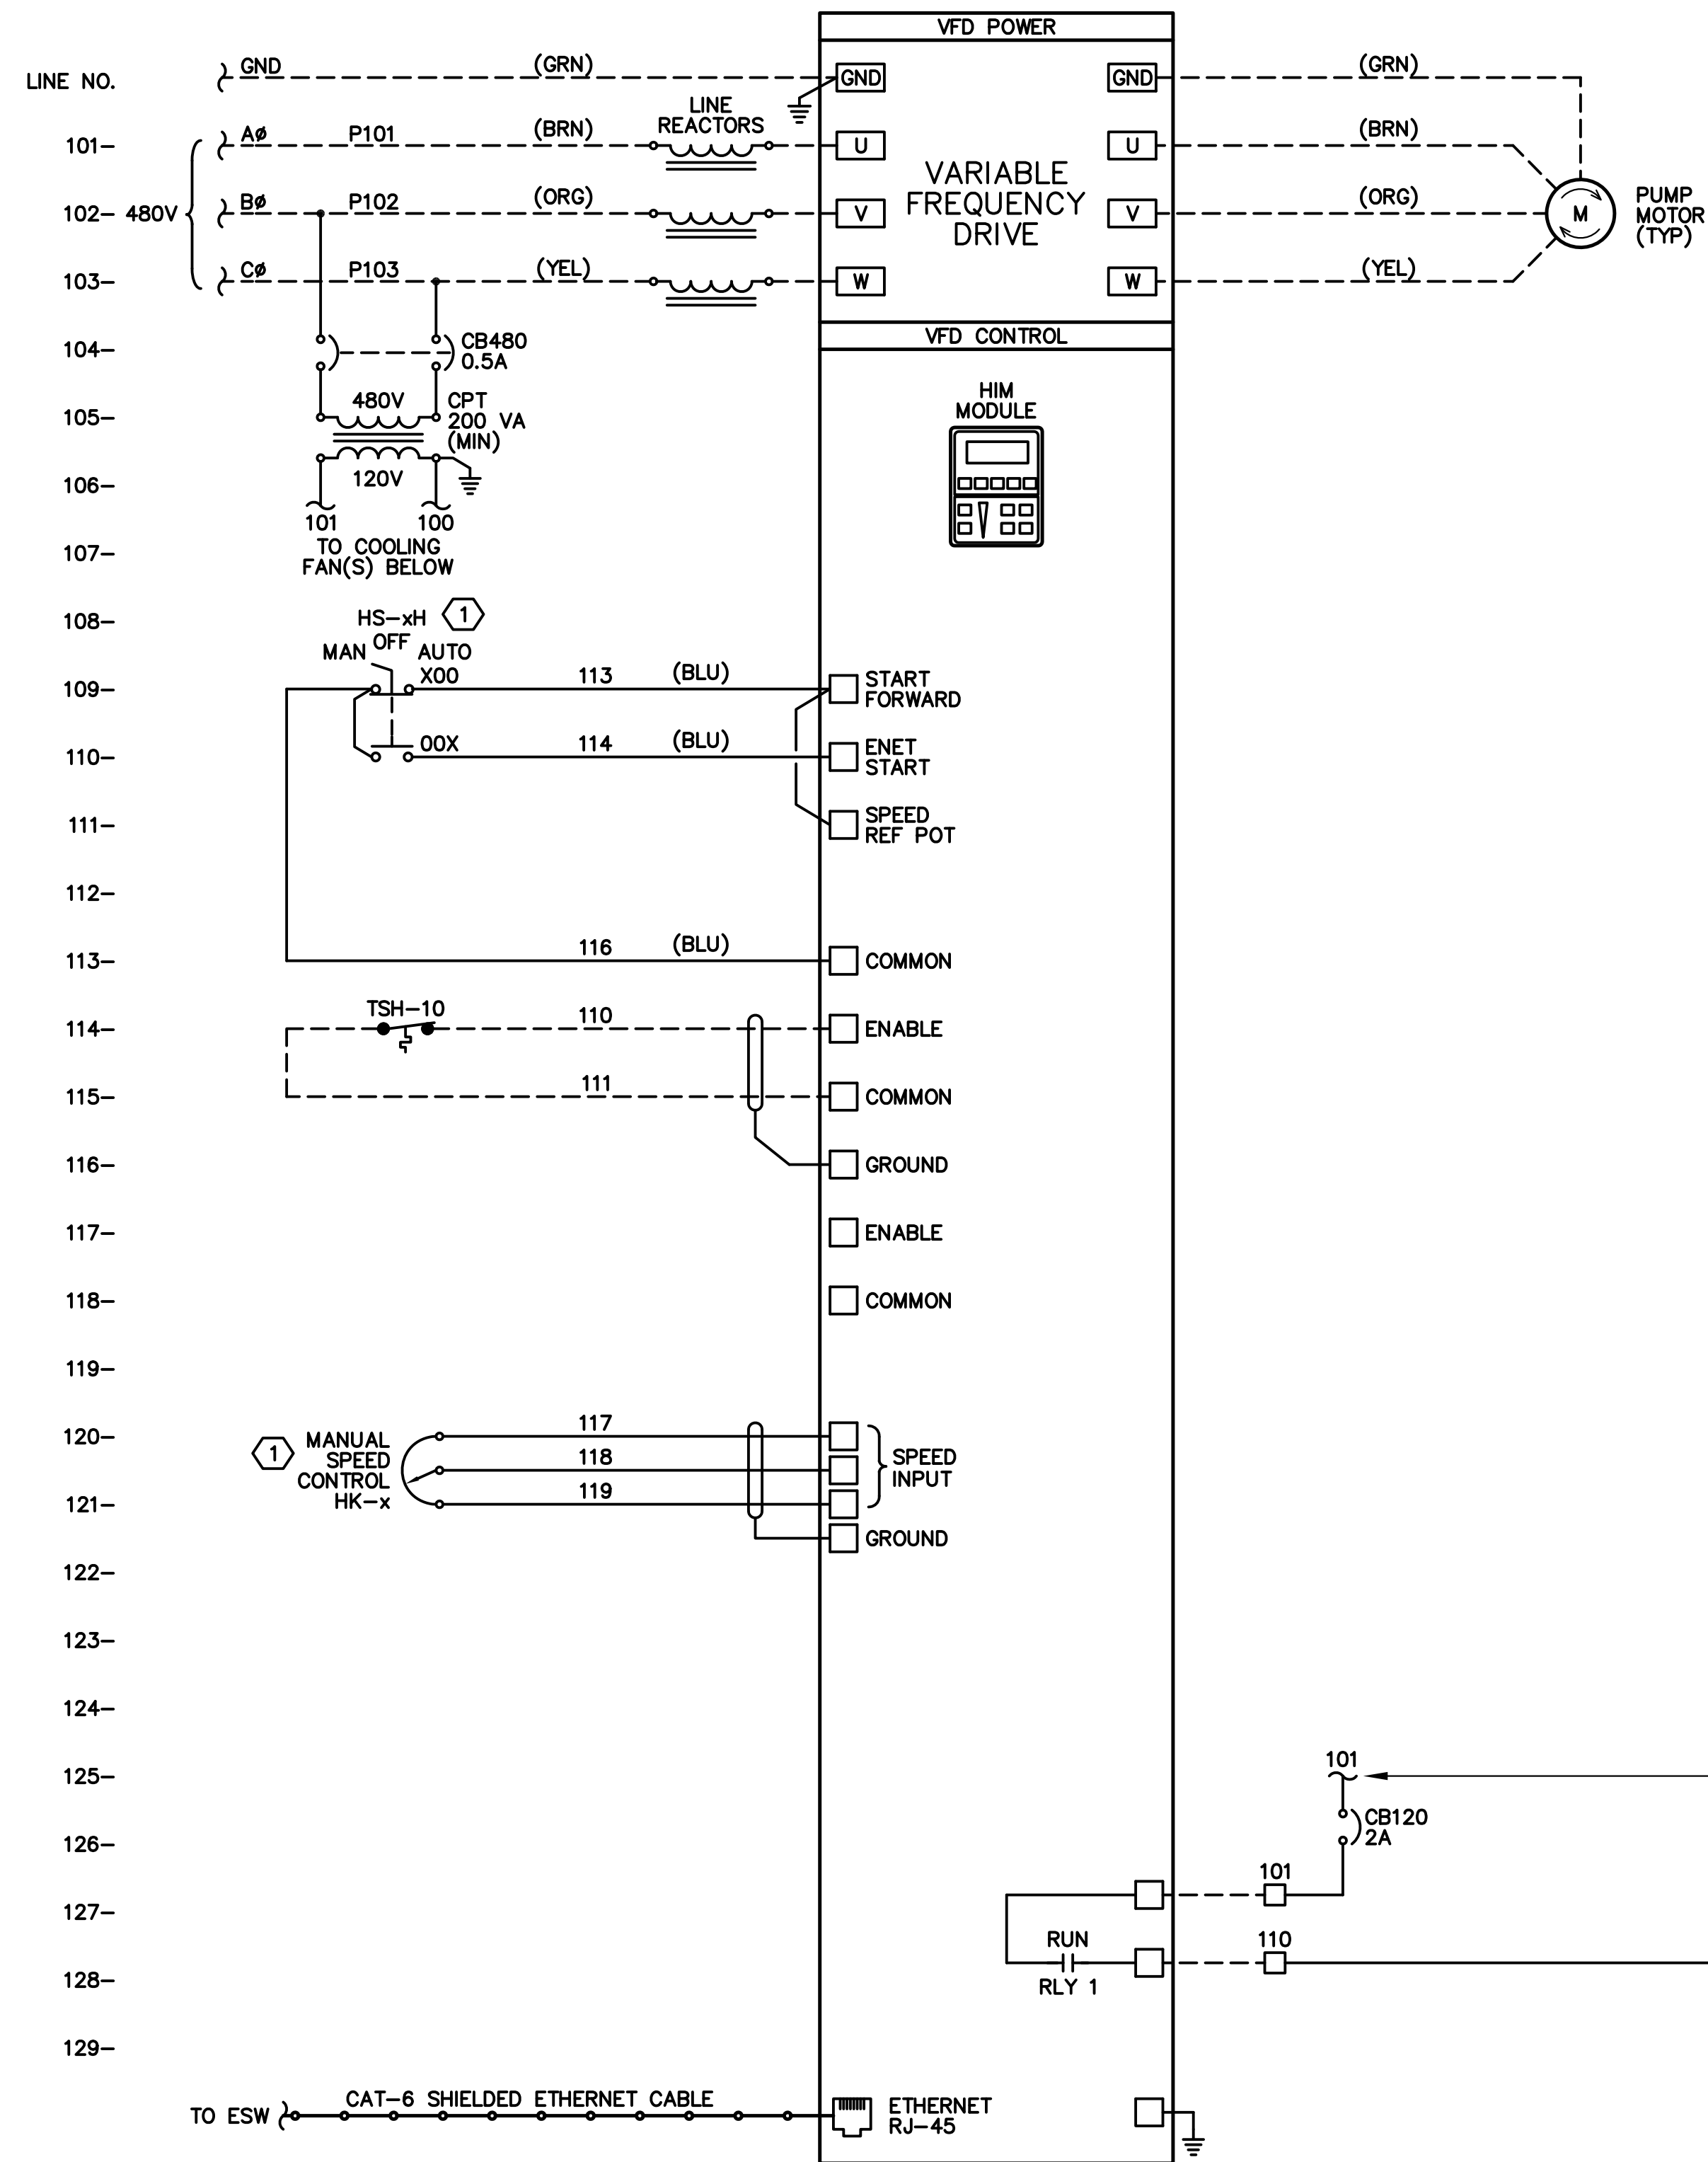 VFD POWER
LINE NO.
GND (GRN) GND GND (GRN)
LINE
REACTORS
101- AØ P101 (BRN) U U (BRN)
VARIABLE
FREQUENCY
DRIVE
102- 480V BØ P102 (ORG) V V (ORG) M
PUMP
MOTOR
(TYP)
103- CØ P103 (YEL) W W (YEL)
VFD CONTROL
104-
CB480
0.5A
HIM
MODULE
105- 480V
CPT
200 VA
(MIN)
106- 120V
101 100
107-
TO COOLING
FAN(S) BELOW
108- HS-xH 1
MAN OFF AUTO
109- X00 113 (BLU)
START
FORWARD
110- 00X 114 (BLU)
ENET
START
111-
SPEED
REF POT
112-
113- 116 (BLU) COMMON
TSH-10
114- 110 ENABLE
115- 111 COMMON
116- GROUND
117- ENABLE
118- COMMON
119-
120- 117
1
MANUAL
SPEED
CONTROL
HK-x
118
SPEED
INPUT
121- 119
GROUND
122-
123-
124-
125- 101
126-
CB120
2A
101
127-
RUN 110
128- RLY 1
129-
TO ESW CAT-6 SHIELDED ETHERNET CABLE
ETHERNET
RJ-45